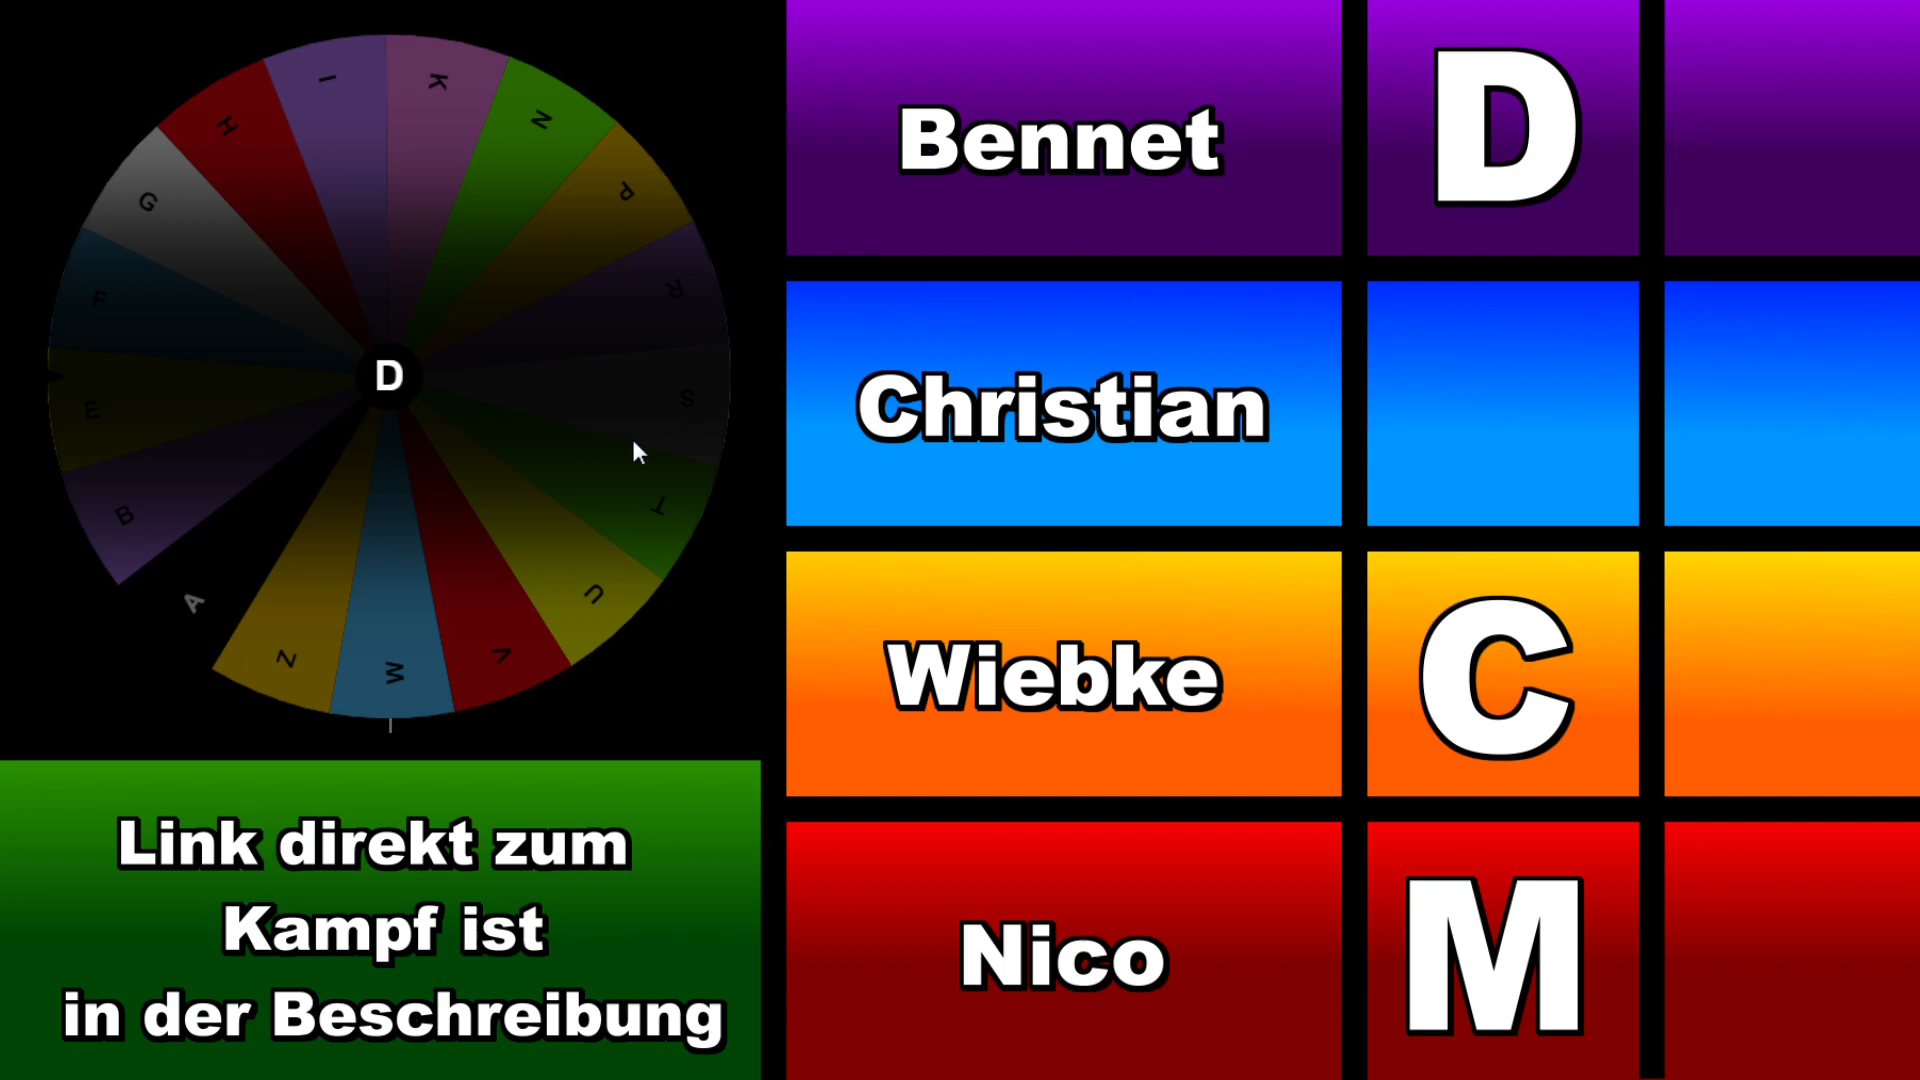 I
K
H
N
G
P
F
R
D
E
S
B
T
A
U
Z
W
V
Bennet
D
Christian
Wiebke
C
Nico
M
Link direkt zum
Kampf ist
in der Beschreibung